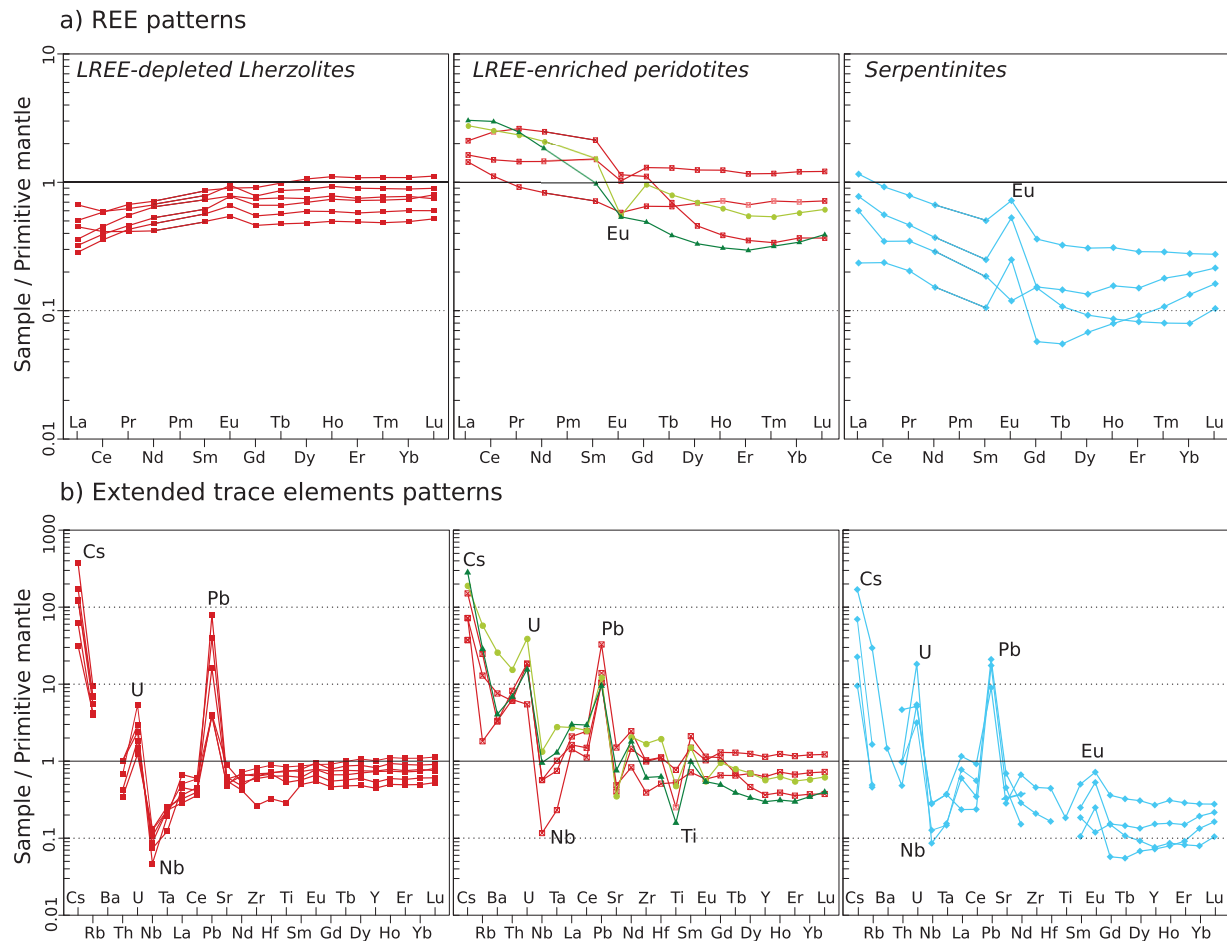 a) REE patterns
Sample / Primitive mantle
10
1
0.1
0.01
LREE-depleted Lherzolites
LREE-enriched peridotites
Serpentinites
Eu
Eu
La Pr Pm Eu Tb Ho Tm Lu
Ce Nd Sm Gd Dy Er Yb
La Pr Pm Eu Tb Ho Tm Lu
Ce Nd Sm Gd Dy Er Yb
La Pr Pm Eu Tb Ho Tm Lu
Ce Nd Sm Gd Dy Er Yb
b) Extended trace elements patterns
Sample / Primitive mantle
1000
100
10
1
0.1
0.01
Cs
U
Pb
Nb
Cs
U
Pb
Nb
Ti
Cs
U
Pb
Nb
Eu
Cs Ba U Ta Ce Sr Zr Ti Eu Tb Y Er Lu
Rb Th Nb La Pb Nd Hf Sm Gd Dy Ho Yb
Cs Ba U Ta Ce Sr Zr Ti Eu Tb Y Er Lu
Rb Th Nb La Pb Nd Hf Sm Gd Dy Ho Yb
Cs Ba U Ta Ce Sr Zr Ti Eu Tb Y Er Lu
Rb Th Nb La Pb Nd Hf Sm Gd Dy Ho Yb